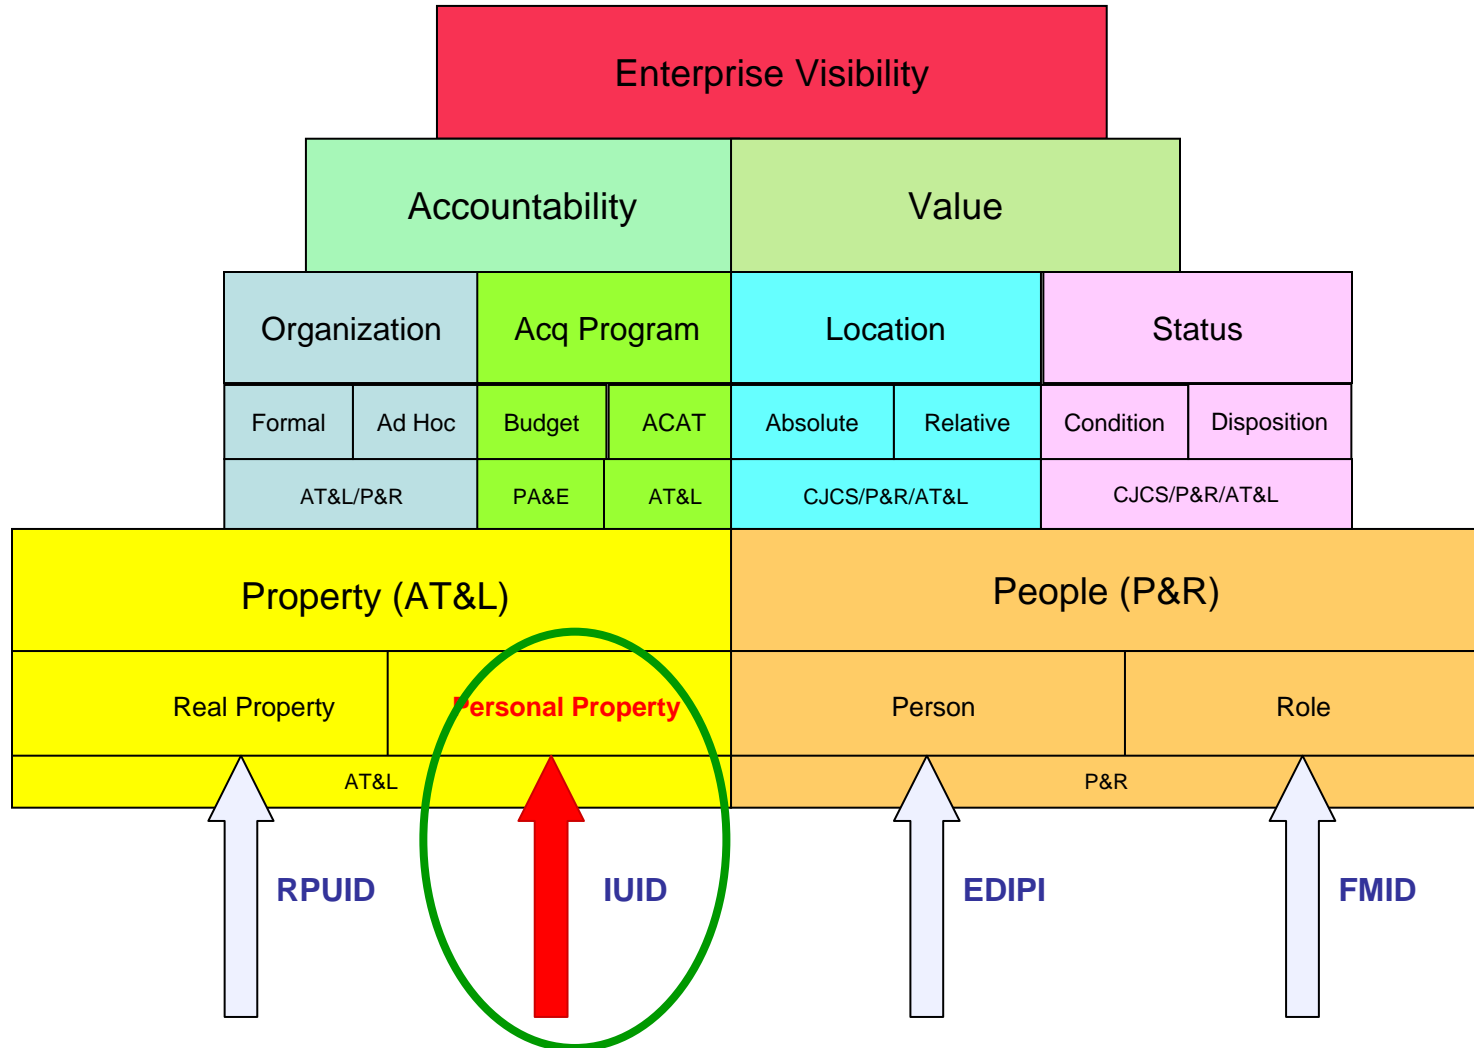 Enterprise Visibility
Accountability
Value
Organization
Acq Program
Location
Status
Formal
Ad Hoc
Budget
ACAT
Absolute
Relative
Condition
Disposition
AT&L/P&R
PA&E
AT&L
CJCS/P&R/AT&L
CJCS/P&R/AT&L
Property (AT&L)
People (P&R)
Real Property
Personal Property
Person
Role
AT&L
P&R
RPUID
IUID
EDIPI
FMID